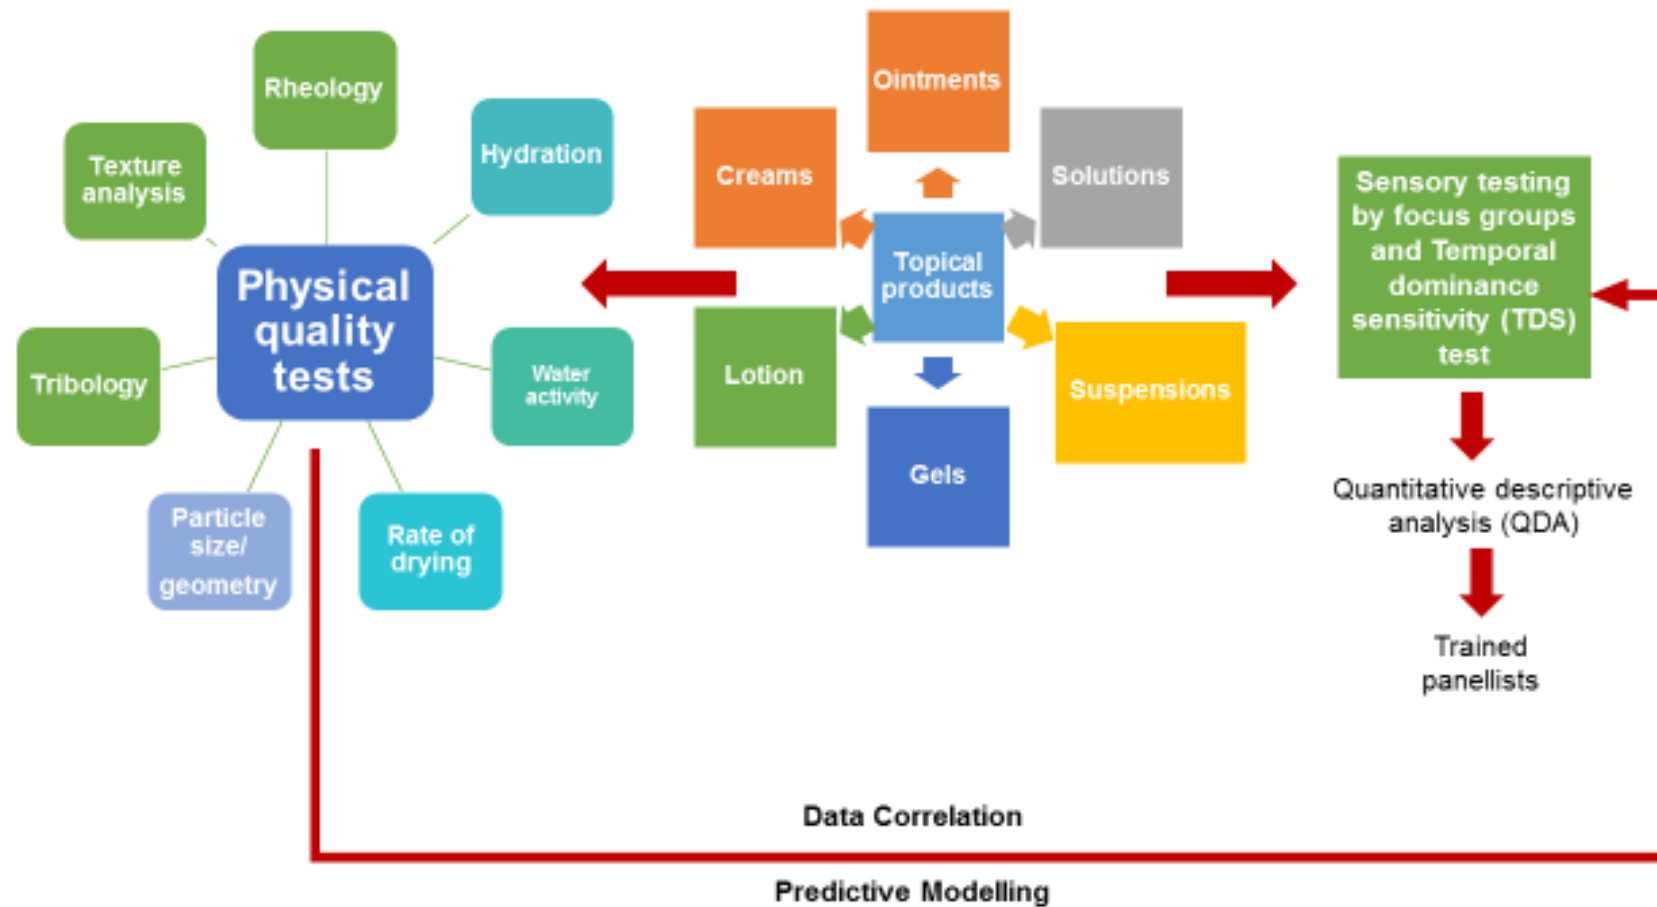 Rheology
Hydration
Texture
analysis
Physical
quality
tests
Tribology
Water
activity
Particle
size/
geometry
Rate of
drying
Ointments
Creams
Solutions
Topical
products
Lotion
Suspensions
Gels
Sensory testing
by focus groups
and Temporal
dominance
sensitivity (TDS)
test
Quantitative descriptive
analysis (QDA)
Trained
panellists
Data Correlation
Predictive Modelling